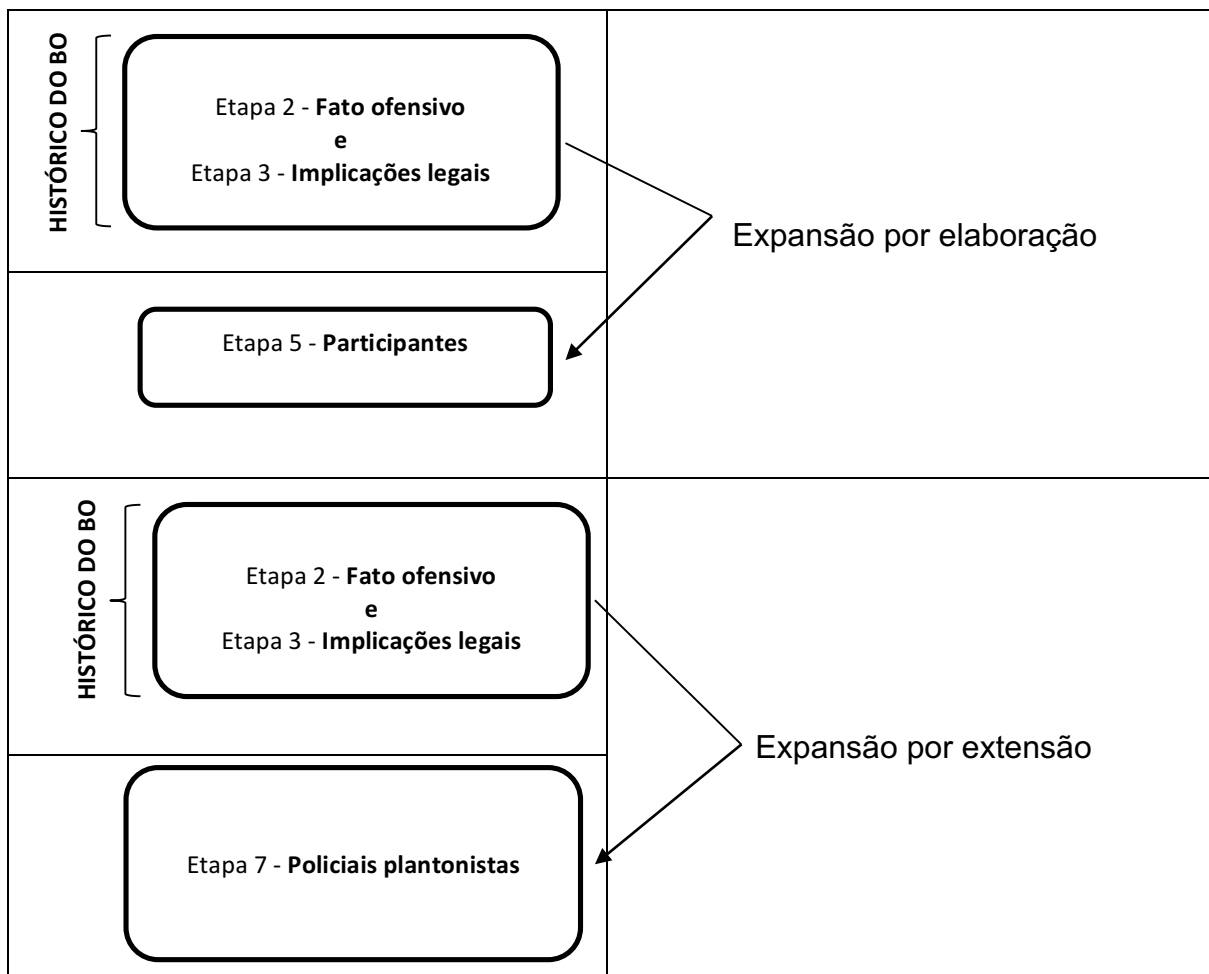 HISTÓRICO DO BO
Etapa 2 - Fato ofensivo
e
Etapa 3 - Implicações legais
Expansão por elaboração
Etapa 5 - Participantes
HISTÓRICO DO BO
Etapa 2 - Fato ofensivo
e
Etapa 3 - Implicações legais
Expansão por extensão
Etapa 7 - Policiais plantonistas